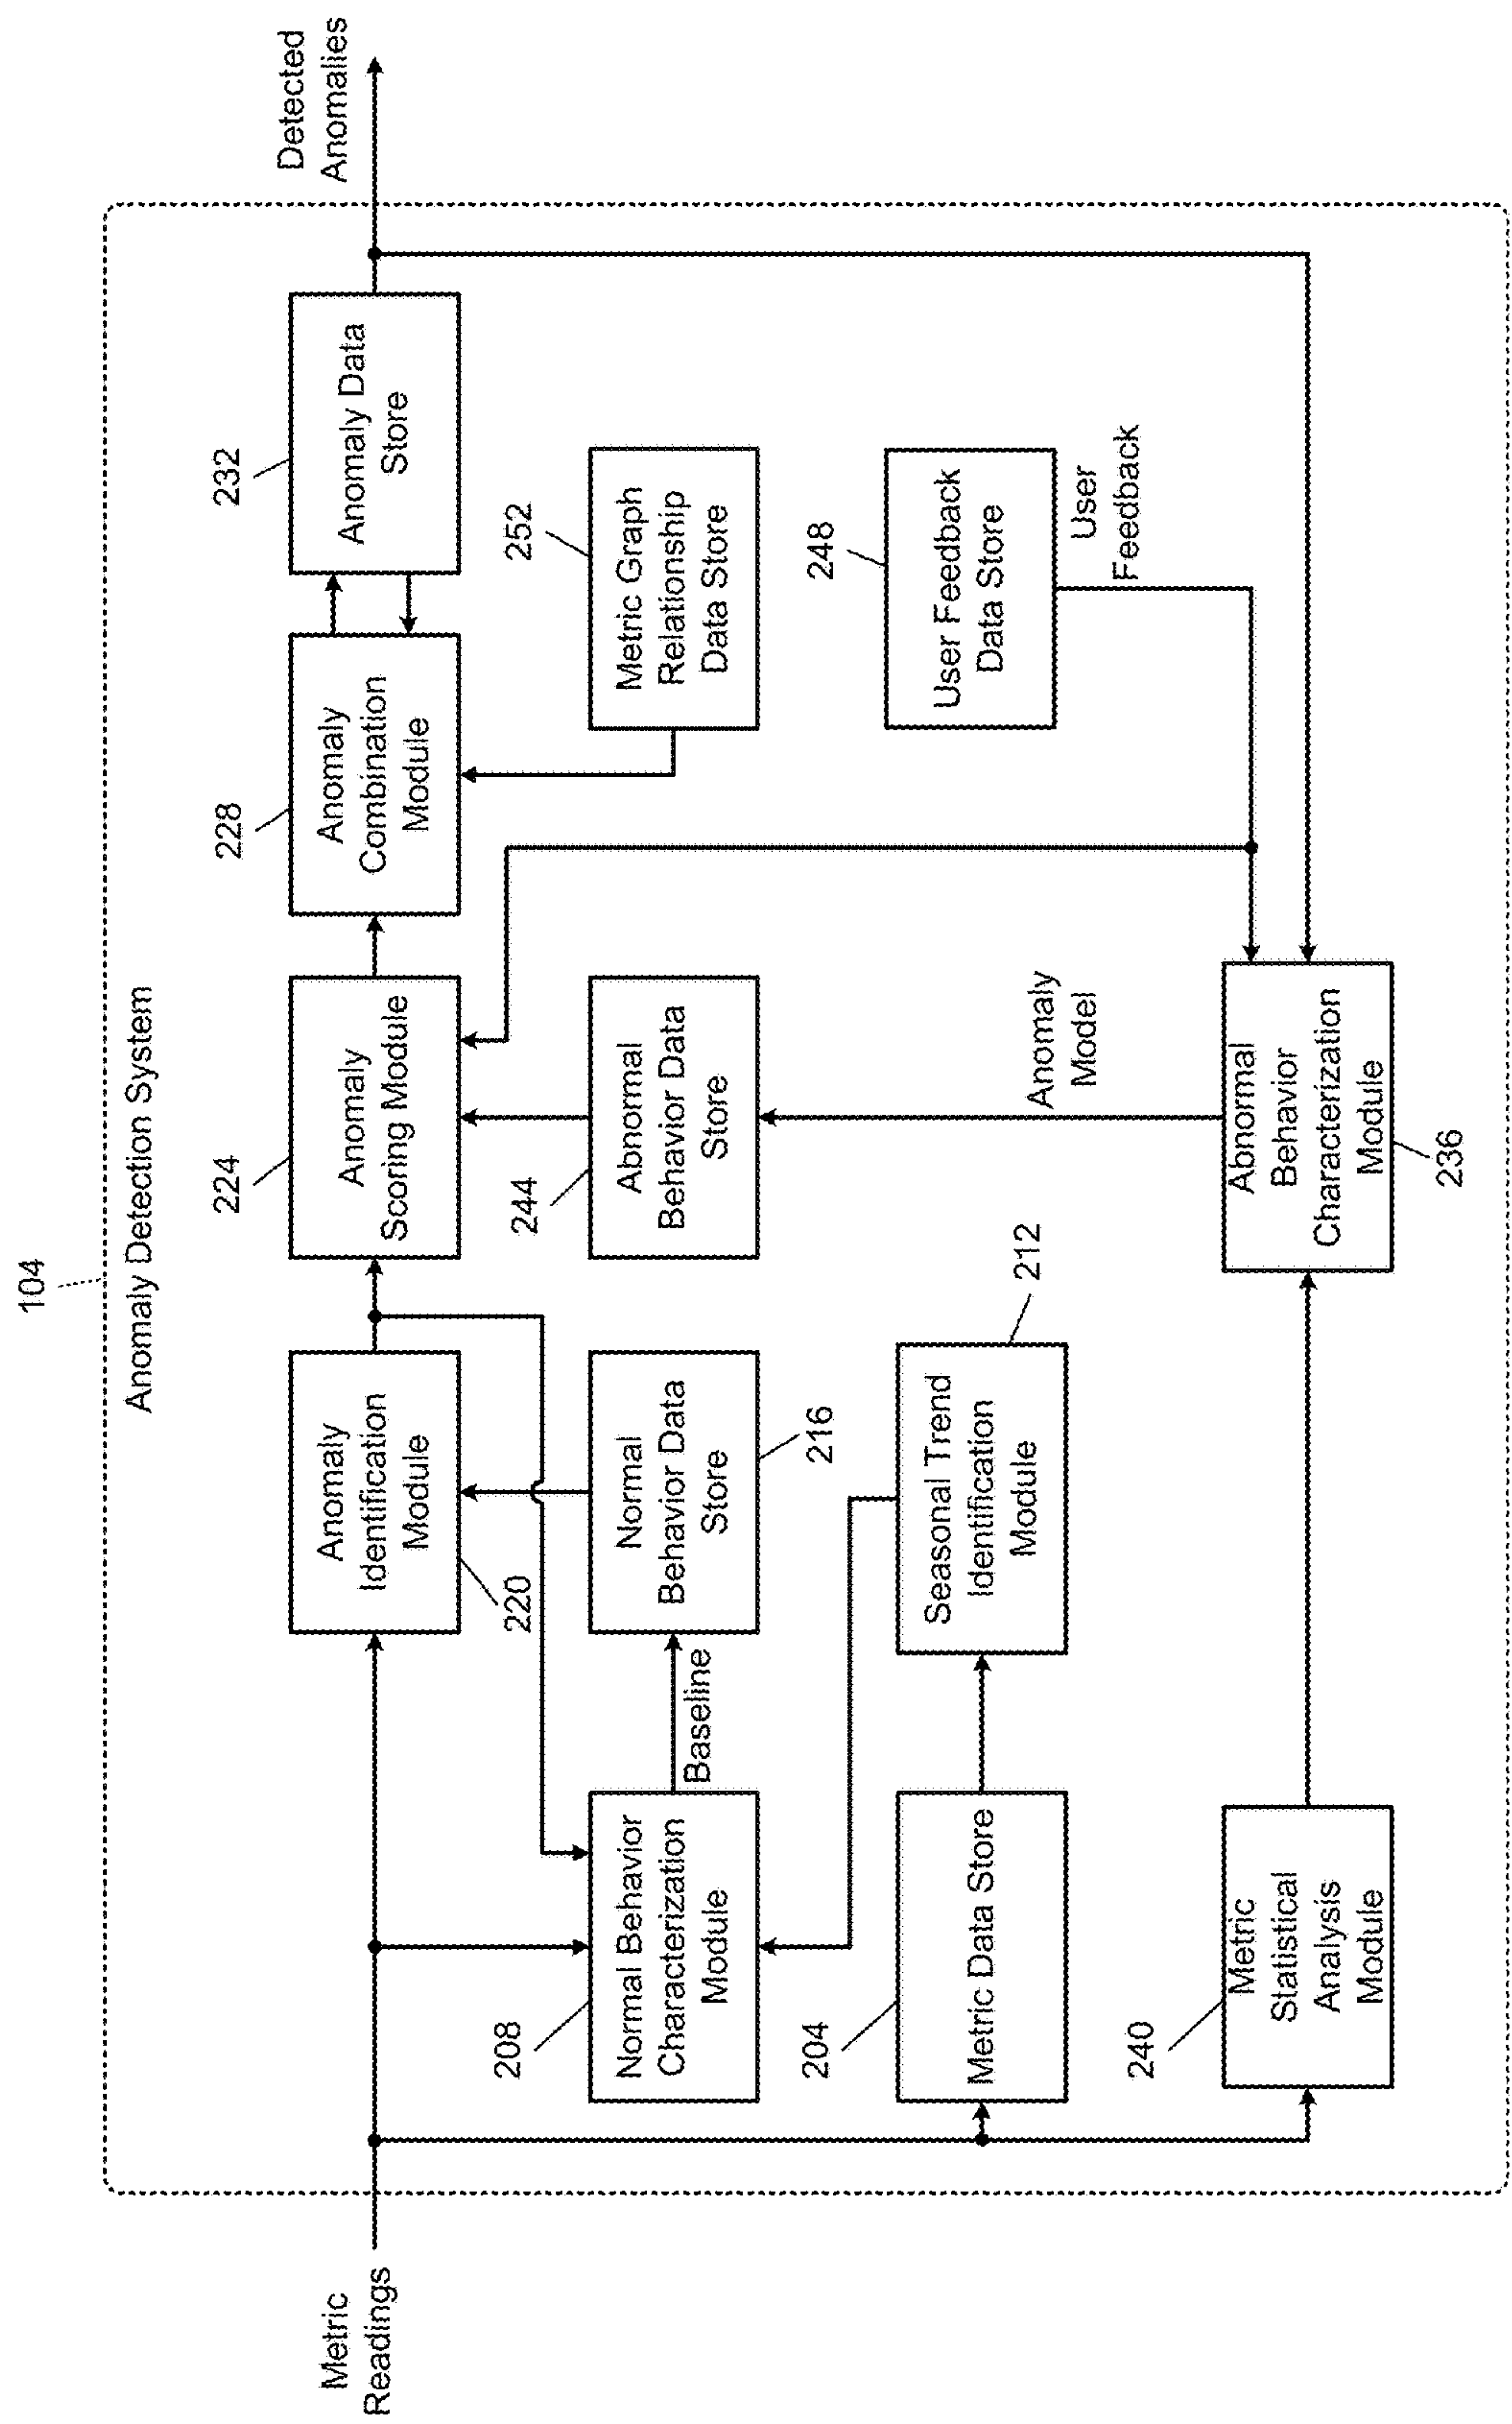 104
Anomaly Detection System
Metric
Readings
Detected
Anomalies
220
Anomaly
Identification
Module
224
Anomaly
Scoring Module
228
Anomaly
Combination
Module
232
Anomaly Data
Store
208
Normal Behavior
Characterization
Module
Baseline
216
Normal
Behavior Data
Store
244
Abnormal
Behavior Data
Store
252
Metric Graph
Relationship
Data Store
204
Metric Data Store
212
Seasonal Trend
Identification
Module
248
User Feedback
Data Store
Anomaly
Model
User
Feedback
240
Metric
Statistical
Analysis
Module
236
Abnormal
Behavior
Characterization
Module